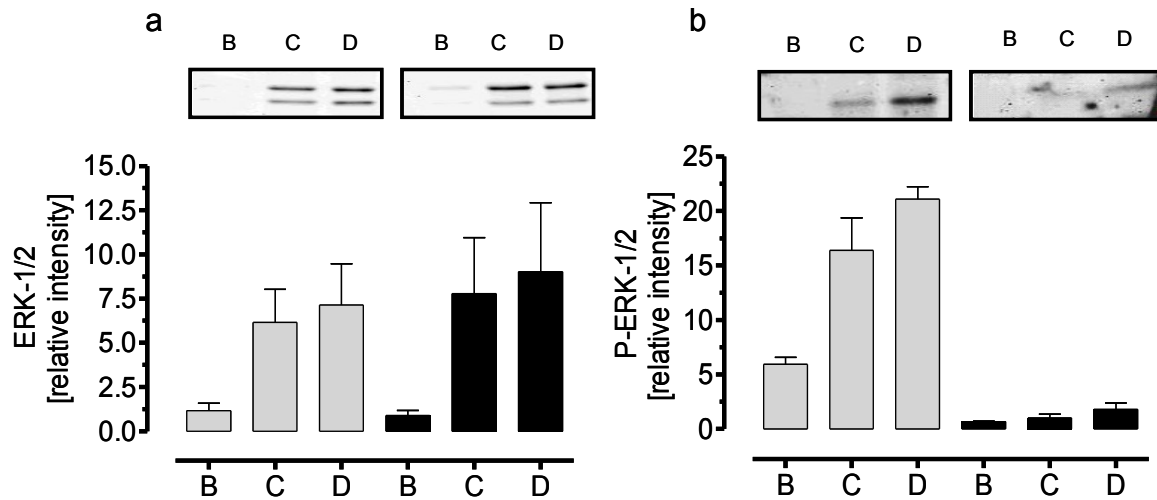 a
B C D B C D
15.0
12.5
10.0
7.5
5.0
2.5
0.0
ERK-1/2
[relative intensity]
B C D B C D
b
B C D B C D
25
20
15
10
5
0
P-ERK-1/2
[relative intensity]
B C D B C D